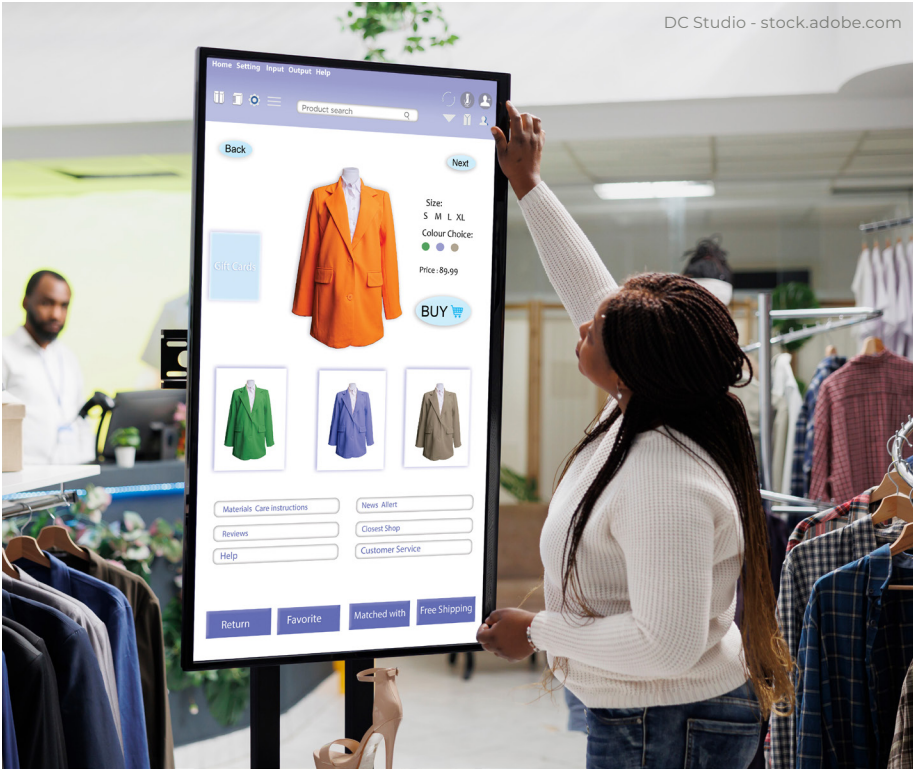 DC Studio - stock.adobe.com
Home Setting Input Output Help
Product search
Back
Next
Size:
S M L XL
Colour Choice:
Gift Cards
Price : 89.99
BUY
Materials Care instructions
News Allert
Reviews
Closest Shop
Help
Customer Service
Return
Favorite
Matched with
Free Shipping